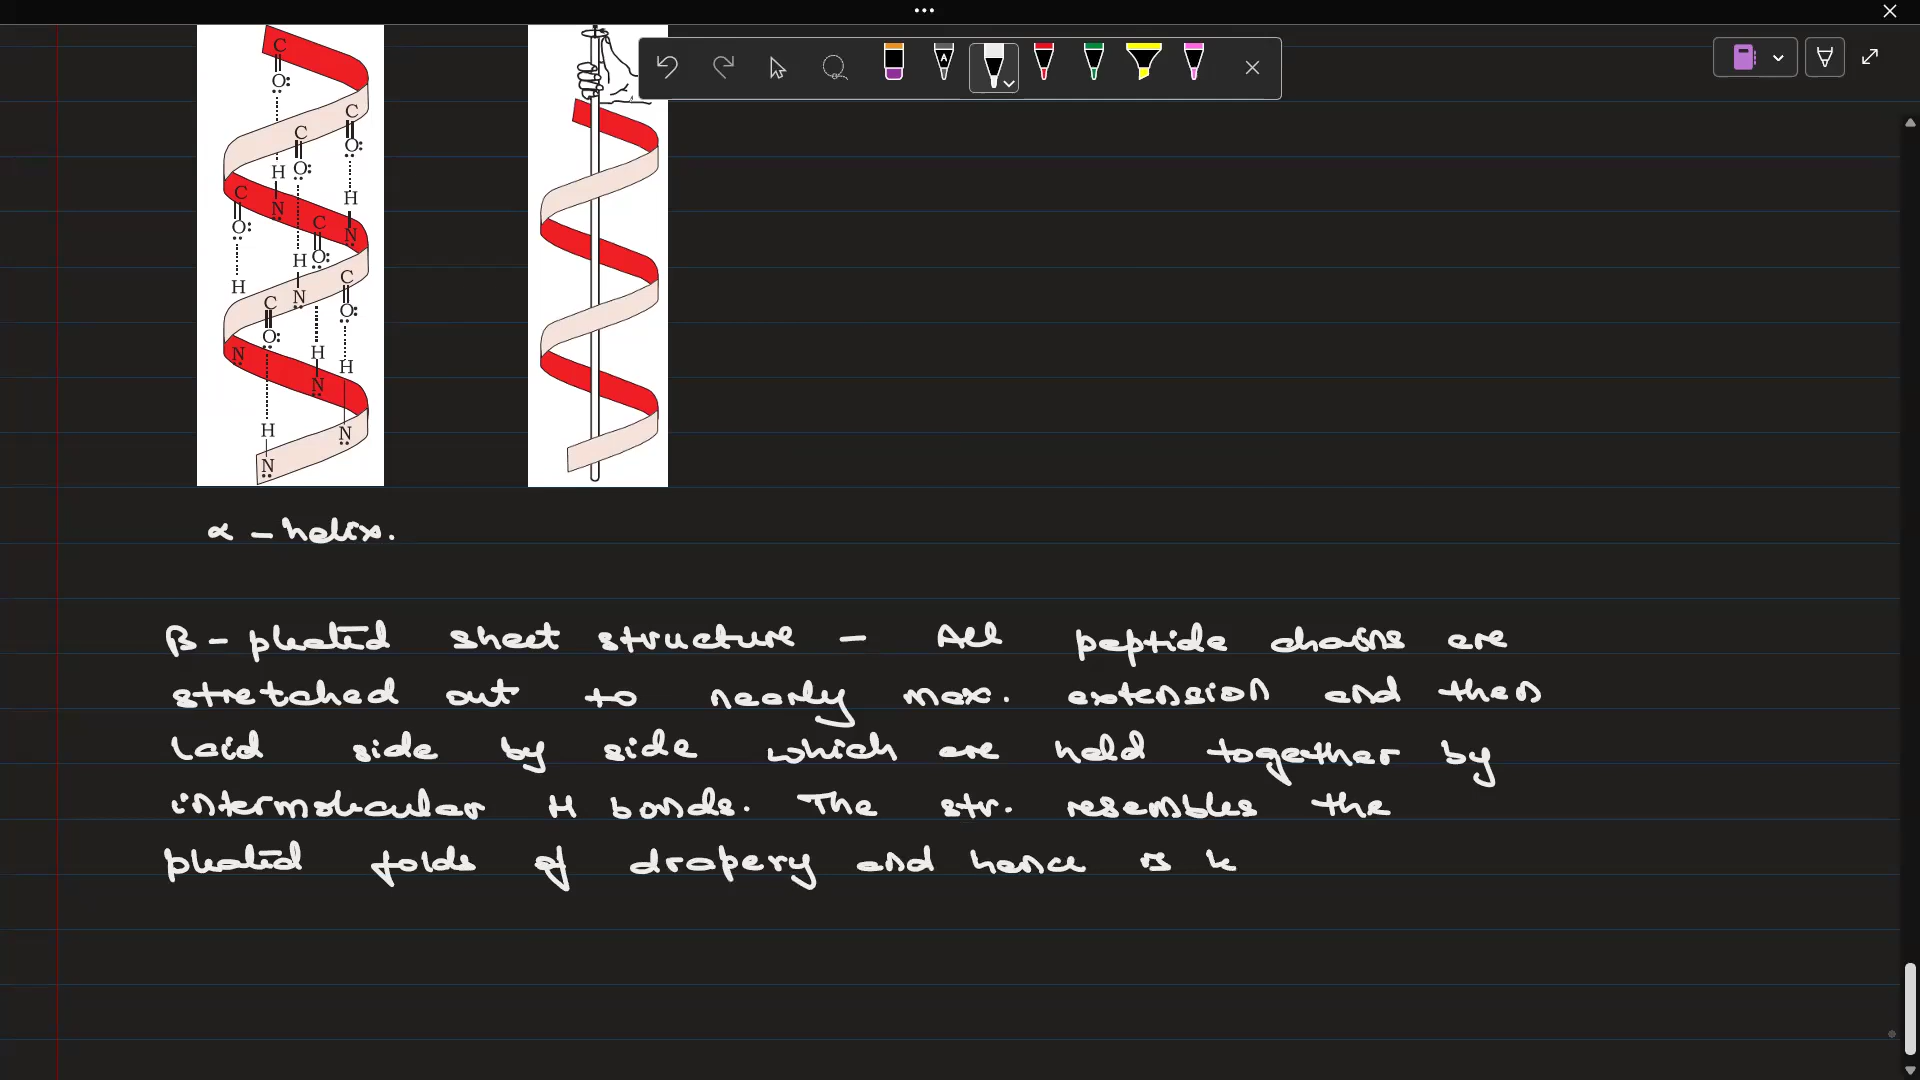 C
O
C
C
O
O
H
H
C
N
C
O
N
O
H
H
C
C
N
O
O
N
H
H
N
H
N
N
α - helix.
β - pleated sheet structure - All peptide chains are
stretched out to nearly max. extension and then
laid side by side which are held together by
intermolecular H bonds. The str. resembles the
pleated folds of drapery and hence is k